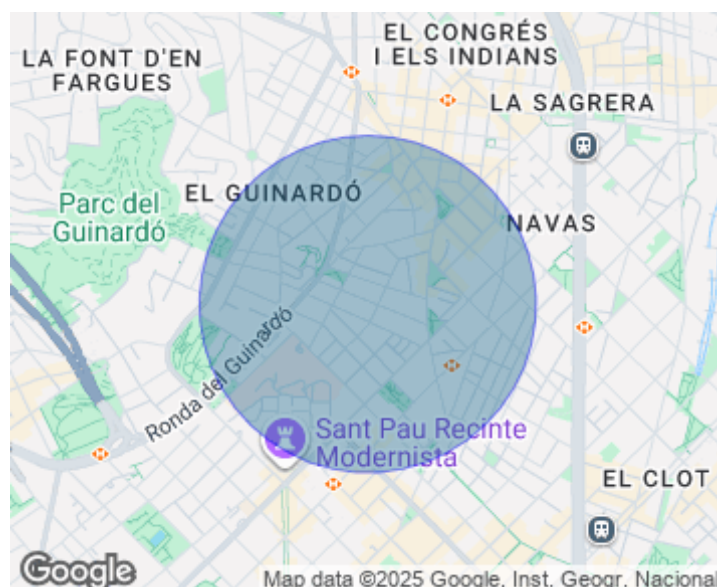 EL CONGRÉS
I ELS INDIANS
LA FONT D'EN
FARGUES
LA SAGRERA
EL GUINARDÓ
Parc del
Guinardó
NAVAS
Ronda del Guinardó
Sant Pau Recinte
Modernista
EL CLOT
Google
Map data ©2025 Google, Inst. Geogr. Nacional